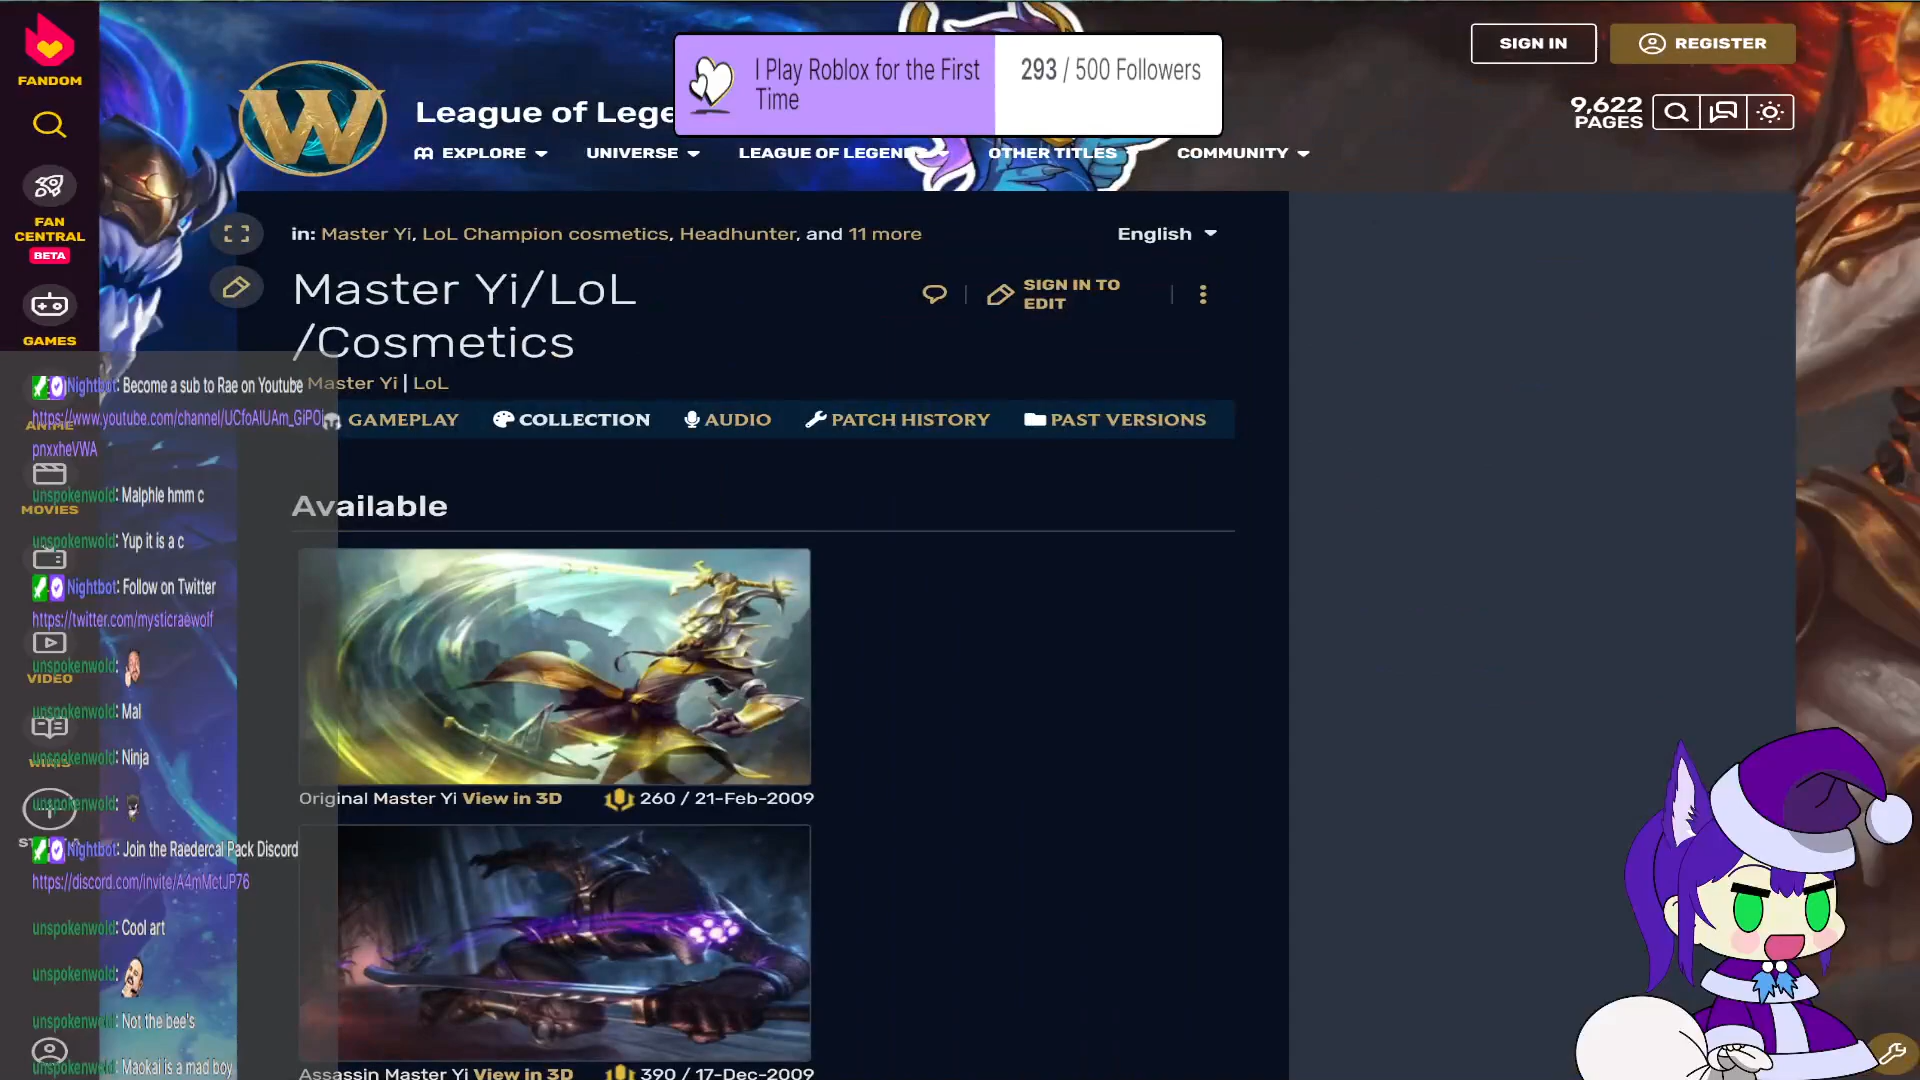 FANDOM
FAN
CENTRAL
BETA
GAMES
MOVIES
VIDEO
I Play Roblox for the First
Time
293 / 500 Followers
SIGN IN
REGISTER
W
League of Lege
9,622
PAGES
EXPLORE
UNIVERSE
LEAGUE OF LEGEN
OTHER TITLES
COMMUNITY
in: Master Yi, LoL Champion cosmetics, Headhunter, and 11 more
English
Master Yi/LoL
/Cosmetics
SIGN IN TO
EDIT
Master Yi | LoL
GAMEPLAY
COLLECTION
AUDIO
PATCH HISTORY
PAST VERSIONS
Available
Original Master Yi View in 3D
260 / 21-Feb-2009
Assassin Master Yi View in 3D
390 / 17-Dec-2009
Nightbot: Become a sub to Rae on Youtube
pnxxheVWA
unspokenwold: Malphie hmm c
unspokenwold: Yup it is a c
Nightbot: Follow on Twitter
https://twitter.com/mysticraewolf
unspokenwold:
unspokenwold: Mal
unspokenwold: Ninja
unspokenwold:
Nightbot: Join the Raedercal Pack Discord
https://discord.com/invite/A4mMctJP76
unspokenwold: Cool art
unspokenwold:
unspokenwold: Not the bee's
unspokenwold: Maokai is a mad boy